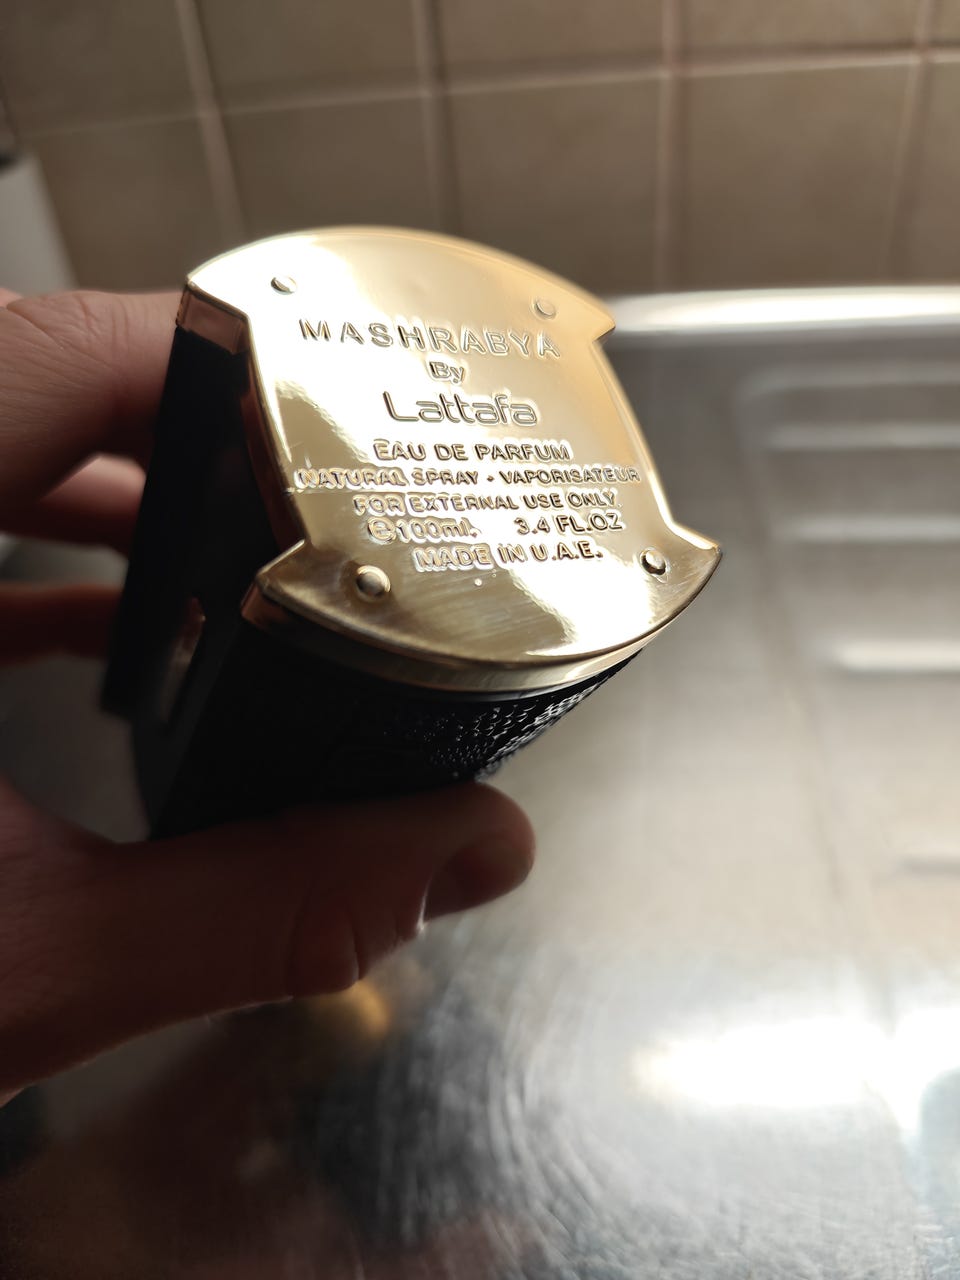 MASHRABYA
By
Lattafa
EAU DE PARFUM
NATURAL SPRAY • VAPORISATEUR
FOR EXTERNAL USE ONLY.
℮100ml. 3.4 FL.OZ
MADE IN U.A.E.